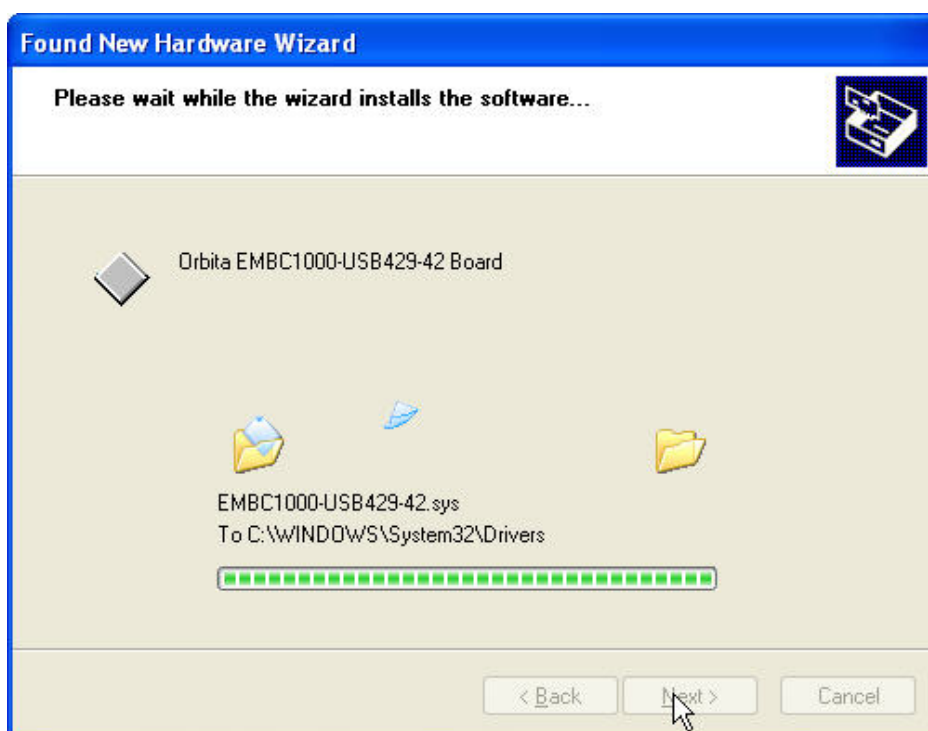 Found New Hardware Wizard
Please wait while the wizard installs the software...
Orbita EMBC1000-USB429-42 Board
EMBC1000-USB429-42.sys
To C:\WINDOWS\System32\Drivers
< Back Next > Cancel